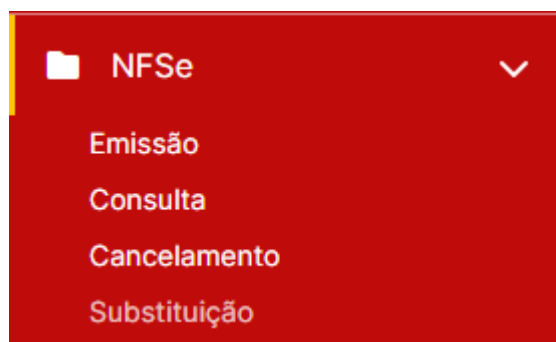 NFSe
Emissão
Consulta
Cancelamento
Substituição